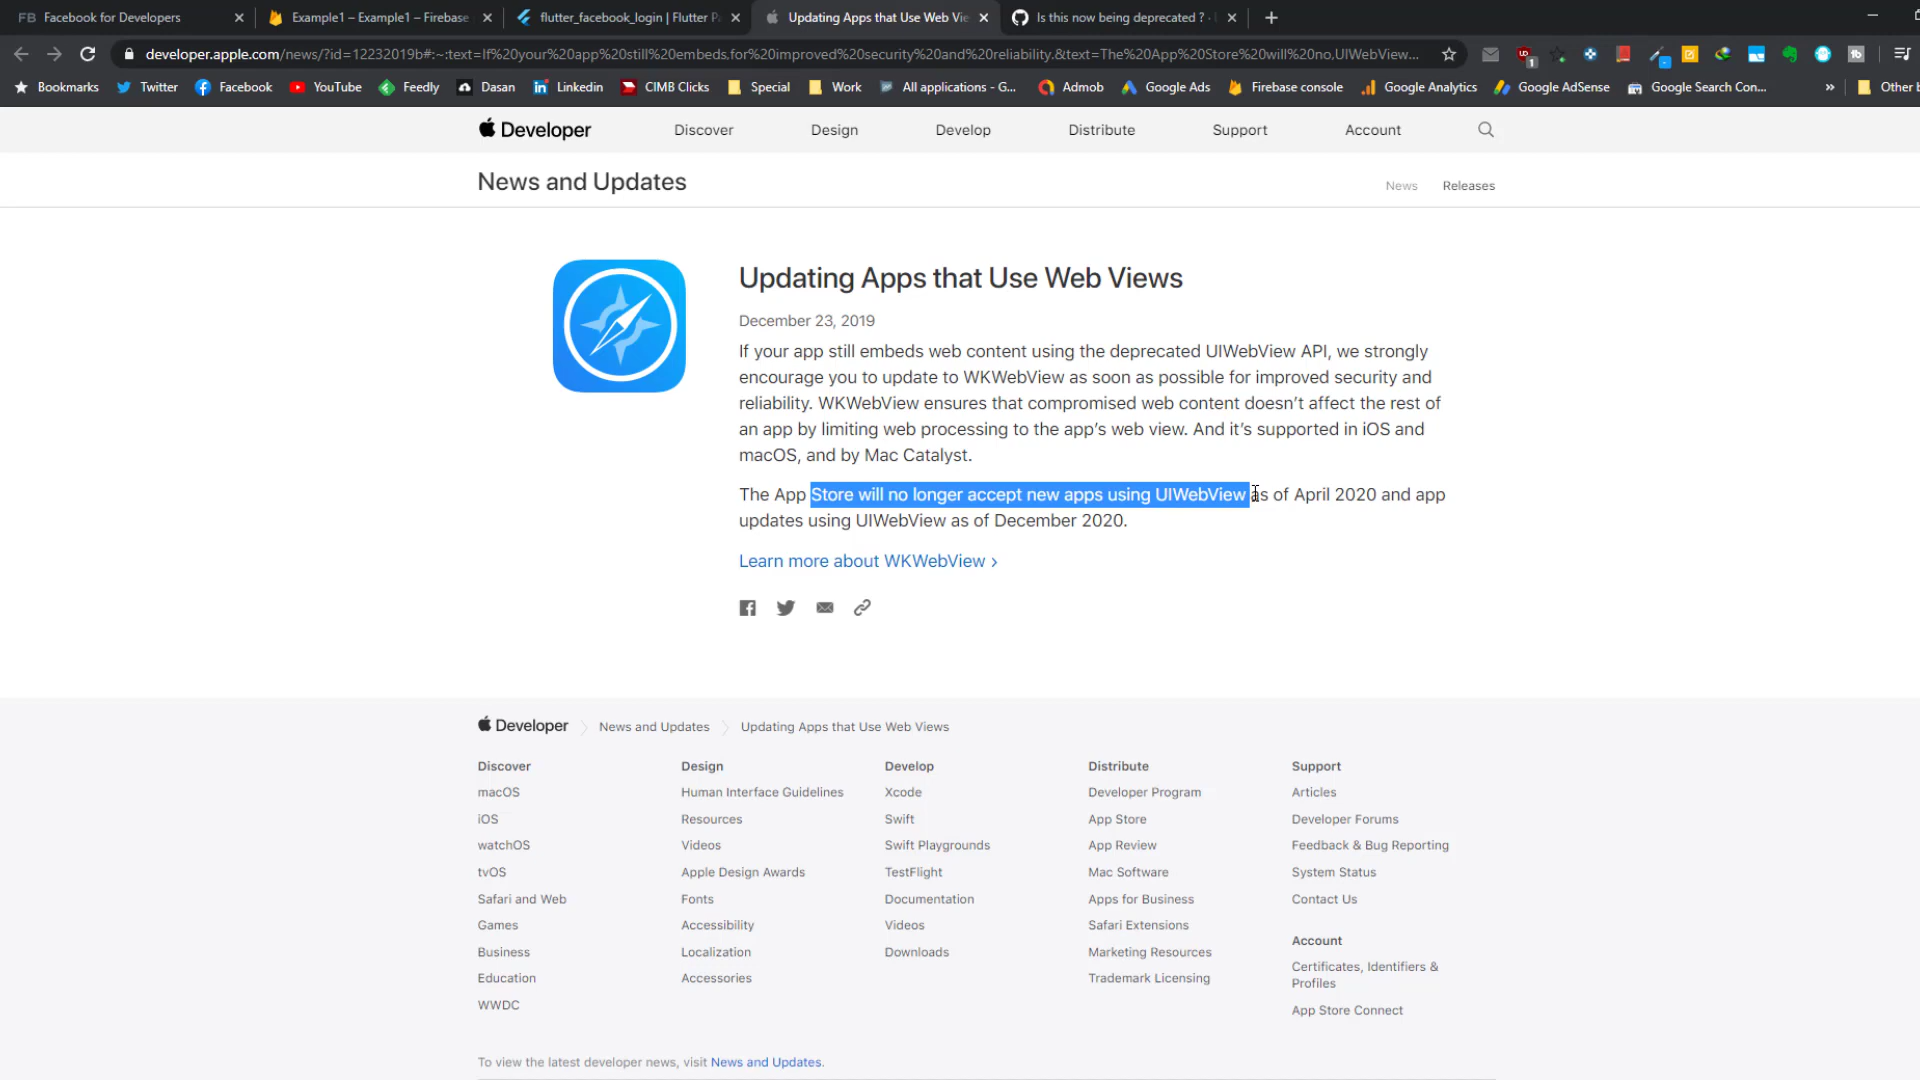 FB Facebook for Developers
Example1 – Example1 – Firebase
flutter_facebook_login | Flutter P
Updating Apps that Use Web Vie
Is this now being deprecated ? ·
developer.apple.com/news/?id=12232019b#:~:text=If%20your%20app%20still%20embeds,for%20improved%20security%20and%20reliability.&text=The%20App%20Store%20will%20no,UIWebView...
Bookmarks
Twitter
Facebook
YouTube
Feedly
Dasan
Linkedin
CIMB Clicks
Special
Work
All applications - G...
Admob
Google Ads
Firebase console
Google Analytics
Google AdSense
Google Search Con...
»
Other b
Developer
Discover
Design
Develop
Distribute
Support
Account
News and Updates
News
Releases
Updating Apps that Use Web Views
December 23, 2019
If your app still embeds web content using the deprecated UIWebView API, we strongly
encourage you to update to WKWebView as soon as possible for improved security and
reliability. WKWebView ensures that compromised web content doesn’t affect the rest of
an app by limiting web processing to the app’s web view. And it’s supported in iOS and
macOS, and by Mac Catalyst.
The App Store will no longer accept new apps using UIWebView as of April 2020 and app
updates using UIWebView as of December 2020.
Learn more about WKWebView ›
Developer
News and Updates
Updating Apps that Use Web Views
Discover
macOS
iOS
watchOS
tvOS
Safari and Web
Games
Business
Education
WWDC
Design
Human Interface Guidelines
Resources
Videos
Apple Design Awards
Fonts
Accessibility
Localization
Accessories
Develop
Xcode
Swift
Swift Playgrounds
TestFlight
Documentation
Videos
Downloads
Distribute
Developer Program
App Store
App Review
Mac Software
Apps for Business
Safari Extensions
Marketing Resources
Trademark Licensing
Support
Articles
Developer Forums
Feedback & Bug Reporting
System Status
Contact Us
Account
Certificates, Identifiers &
Profiles
App Store Connect
To view the latest developer news, visit News and Updates.